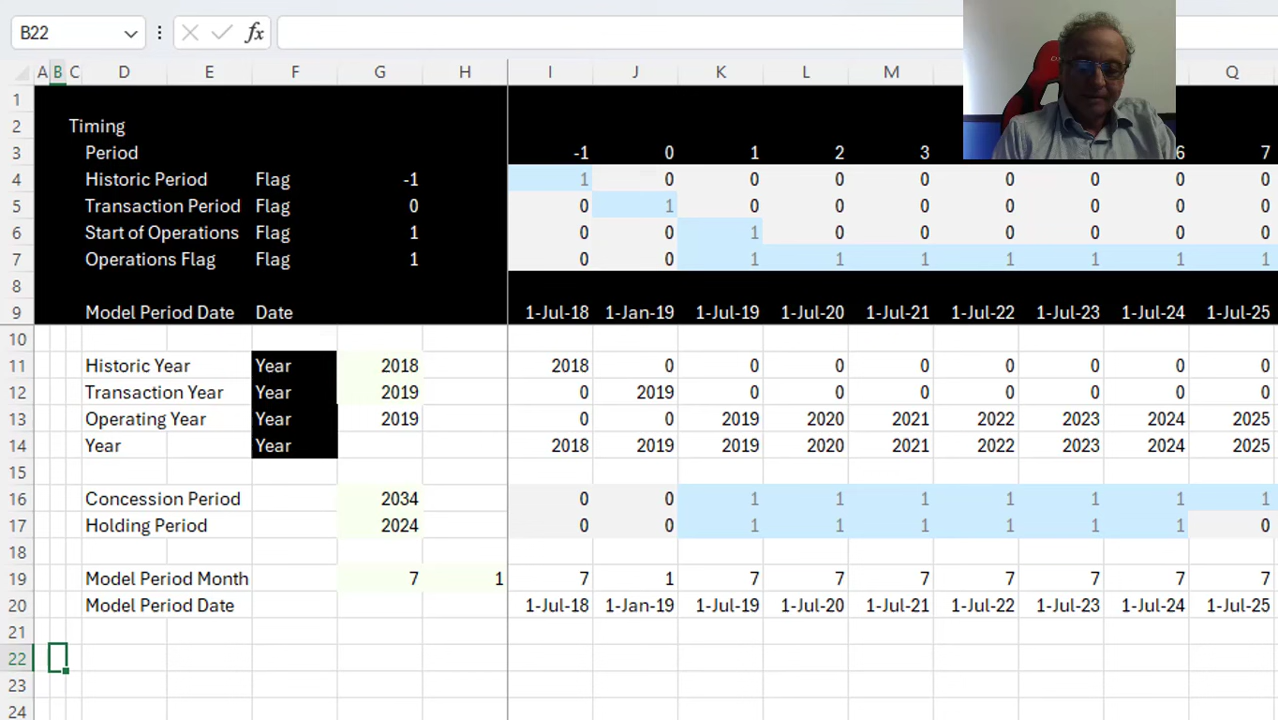 B22
fx
A B C D E F G H I J K L M Q
1
2 Timing
3 Period -1 0 1 2 3 6 7
4 Historic Period Flag -1 1 0 0 0 0 0 0 0 0
5 Transaction Period Flag 0 0 1 0 0 0 0 0 0 0
6 Start of Operations Flag 1 0 0 1 0 0 0 0 0 0
7 Operations Flag Flag 1 0 0 1 1 1 1 1 1 1
8
9 Model Period Date Date 1-Jul-18 1-Jan-19 1-Jul-19 1-Jul-20 1-Jul-21 1-Jul-22 1-Jul-23 1-Jul-24 1-Jul-25
10
11 Historic Year Year 2018 2018 0 0 0 0 0 0 0 0
12 Transaction Year Year 2019 0 2019 0 0 0 0 0 0 0
13 Operating Year Year 2019 0 0 2019 2020 2021 2022 2023 2024 2025
14 Year Year 2018 2019 2019 2020 2021 2022 2023 2024 2025
15
16 Concession Period 2034 0 0 1 1 1 1 1 1 1
17 Holding Period 2024 0 0 1 1 1 1 1 1 0
18
19 Model Period Month 7 1 7 1 7 7 7 7 7 7 7
20 Model Period Date 1-Jul-18 1-Jan-19 1-Jul-19 1-Jul-20 1-Jul-21 1-Jul-22 1-Jul-23 1-Jul-24 1-Jul-25
21
22
23
24